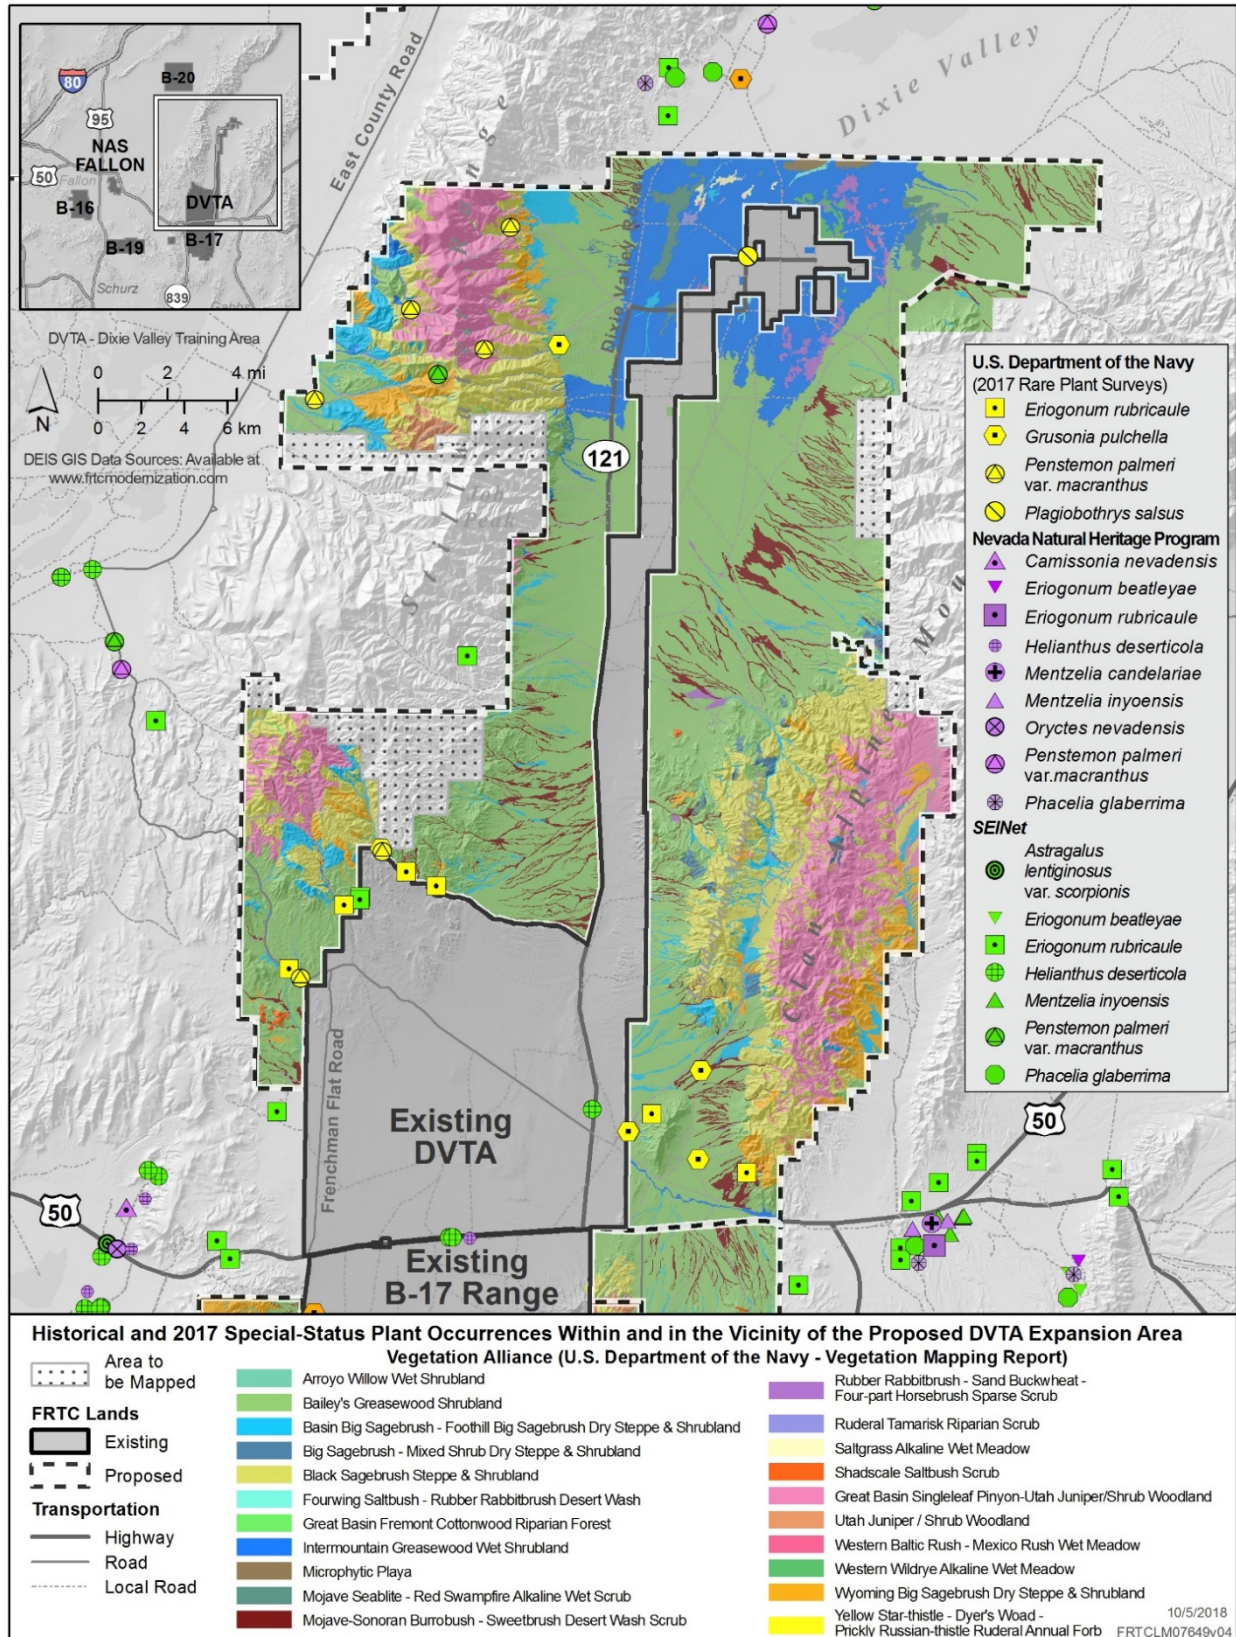 80
B-20
95
NAS
FALLON
50
Fallon
B-16
DVTA
B-19
B-17
Schurz
839
Gabbs
East County Road
Dixie Valley
DVTA - Dixie Valley Training Area
0 2 4 mi
0 2 4 6 km
N
DEIS GIS Data Sources: Available at
www.frtcmodernization.com
Dixie Valley Road
121
Job
Peak
Clan Alpine
Frenchman Flat Road
Existing
DVTA
50
50
Existing
B-17 Range
U.S. Department of the Navy
(2017 Rare Plant Surveys)
Eriogonum rubricaule
Grusonia pulchella
Penstemon palmeri
var. macranthus
Plagiobothrys salsus
Nevada Natural Heritage Program
Camissonia nevadensis
Eriogonum beatleyae
Eriogonum rubricaule
Helianthus deserticola
Mentzelia candelariae
Mentzelia inyoensis
Oryctes nevadensis
Penstemon palmeri
var.macranthus
Phacelia glaberrima
SEINet
Astragalus
lentiginosus
var. scorpionis
Eriogonum beatleyae
Eriogonum rubricaule
Helianthus deserticola
Mentzelia inyoensis
Penstemon palmeri
var. macranthus
Phacelia glaberrima
Historical and 2017 Special-Status Plant Occurrences Within and in the Vicinity of the Proposed DVTA Expansion Area
Area to
be Mapped
FRTC Lands
Existing
Proposed
Transportation
Highway
Road
Local Road
Vegetation Alliance (U.S. Department of the Navy - Vegetation Mapping Report)
Arroyo Willow Wet Shrubland
Bailey's Greasewood Shrubland
Basin Big Sagebrush - Foothill Big Sagebrush Dry Steppe & Shrubland
Big Sagebrush - Mixed Shrub Dry Steppe & Shrubland
Black Sagebrush Steppe & Shrubland
Fourwing Saltbush - Rubber Rabbitbrush Desert Wash
Great Basin Fremont Cottonwood Riparian Forest
Intermountain Greasewood Wet Shrubland
Microphytic Playa
Mojave Seablite - Red Swampfire Alkaline Wet Scrub
Mojave-Sonoran Burrobush - Sweetbrush Desert Wash Scrub
Rubber Rabbitbrush - Sand Buckwheat -
Four-part Horsebrush Sparse Scrub
Ruderal Tamarisk Riparian Scrub
Saltgrass Alkaline Wet Meadow
Shadscale Saltbush Scrub
Great Basin Singleleaf Pinyon-Utah Juniper/Shrub Woodland
Utah Juniper / Shrub Woodland
Western Baltic Rush - Mexico Rush Wet Meadow
Western Wildrye Alkaline Wet Meadow
Wyoming Big Sagebrush Dry Steppe & Shrubland
Yellow Star-thistle - Dyer's Woad -
Prickly Russian-thistle Ruderal Annual Forb
10/5/2018
FRTCLM07649v04